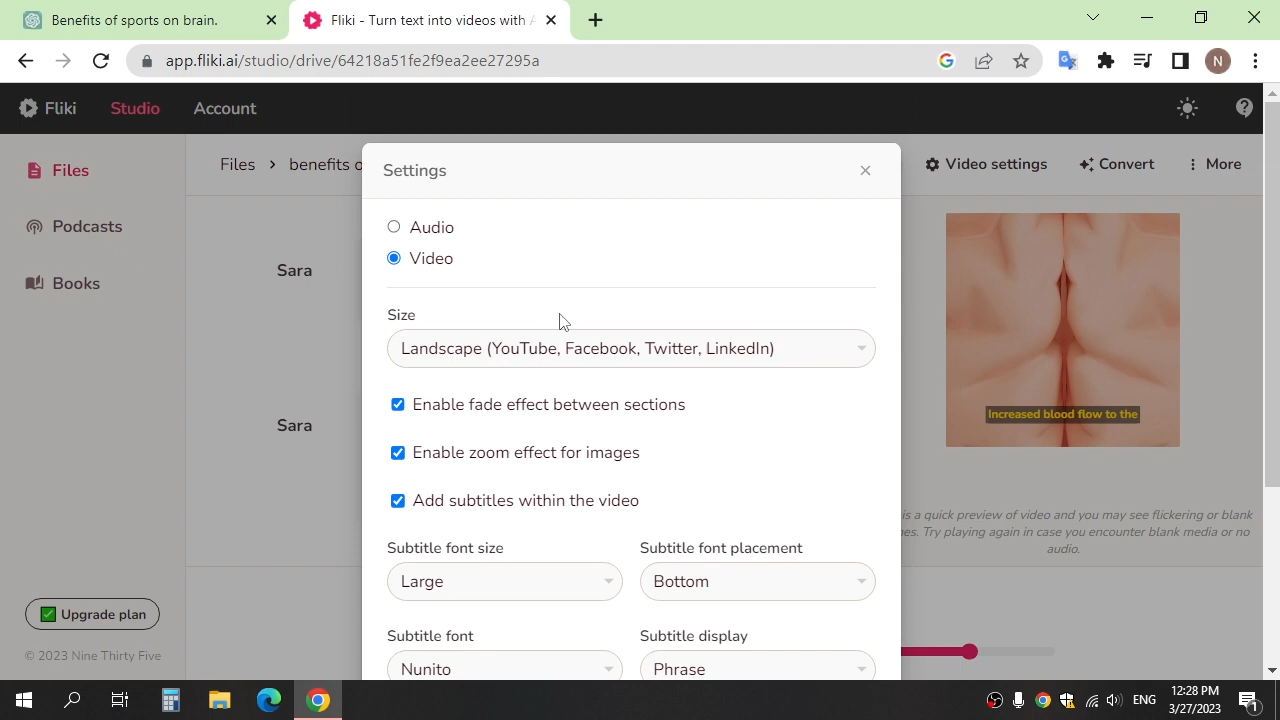 Benefits of sports on brain.
Fliki - Turn text into videos with A
app.fliki.ai/studio/drive/64218a51fe2f9ea2ec27295a
N
Fliki
Studio
Account
Files
Podcasts
Books
Files > benefits o
Video settings
Convert
More
Settings
Audio
Video
Sara
Size
Landscape (YouTube, Facebook, Twitter, LinkedIn)
Enable fade effect between sections
Increased blood flow to the
Sara
Enable zoom effect for images
Add subtitles within the video
is a quick preview of video and you may see flickering or blank
nes. Try playing again in case you encounter blank media or no
audio.
Subtitle font size
Subtitle font placement
Large
Bottom
Upgrade plan
Subtitle font
Subtitle display
© 2023 Nine Thirty Five
Nunito
Phrase
ENG
12:28 PM
3/27/2023
1